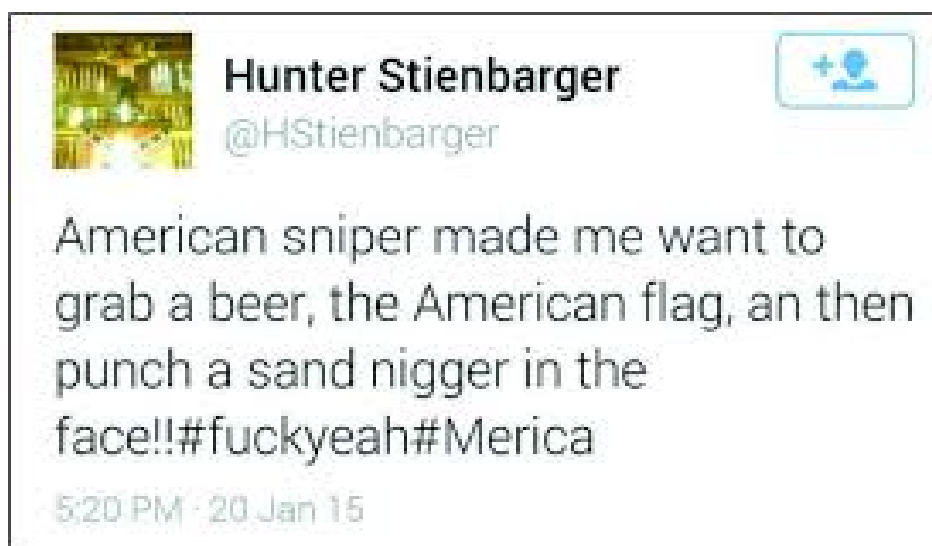 Hunter Stienbarger
@HStienbarger
American sniper made me want to
grab a beer, the American flag, an then
punch a sand nigger in the
face!!#fuckyeah#Merica
5:20 PM · 20 Jan 15